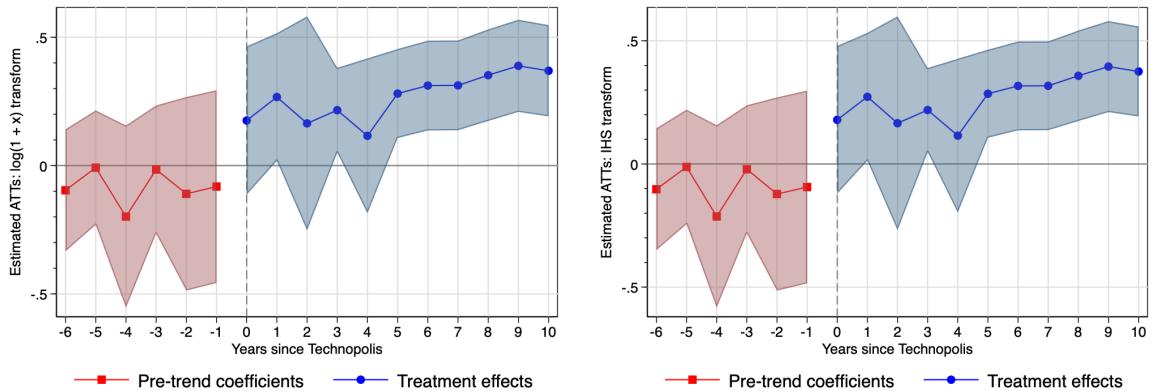 Estimated ATTs: log(1 + x) transform
.5
0
-.5
-6 -5 -4 -3 -2 -1 0 1 2 3 4 5 6 7 8 9 10
Years since Technopolis
Pre-trend coefficients Treatment effects
Estimated ATTs: IHS transform
.5
0
-.5
-6 -5 -4 -3 -2 -1 0 1 2 3 4 5 6 7 8 9 10
Years since Technopolis
Pre-trend coefficients Treatment effects